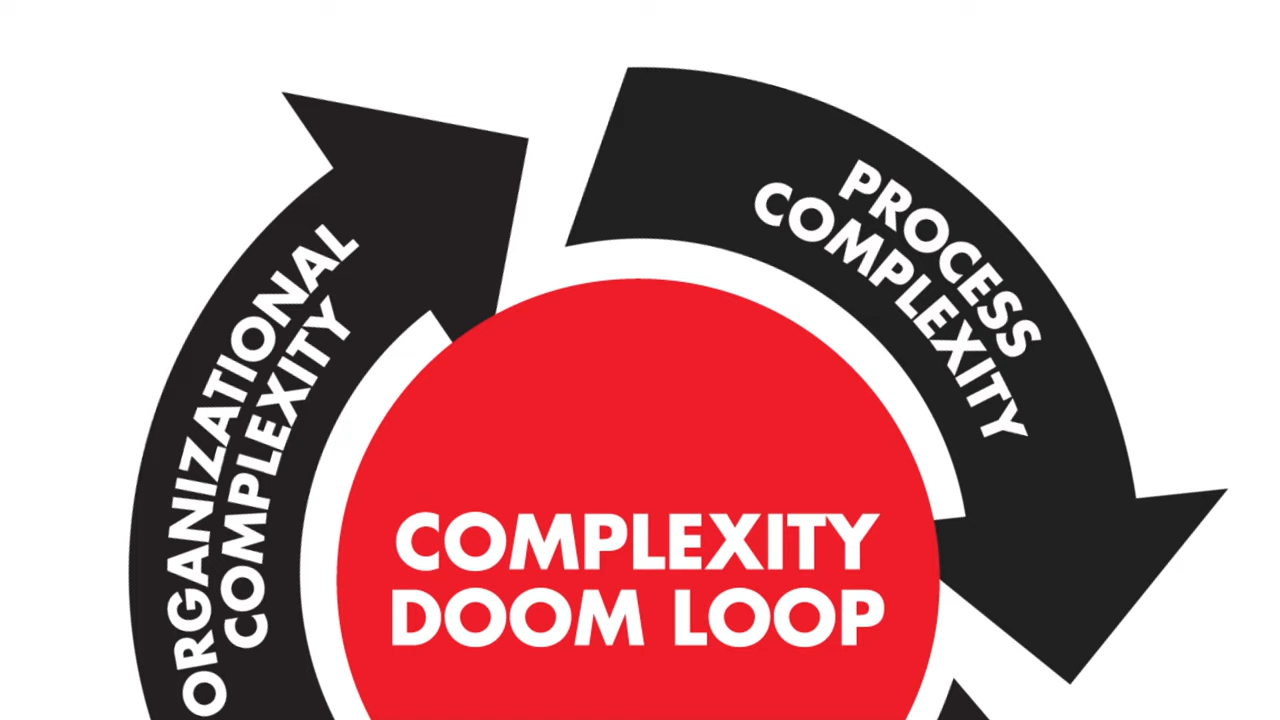 ORGANIZATIONAL
COMPLEXITY
PROCESS
COMPLEXITY
COMPLEXITY
DOOM LOOP